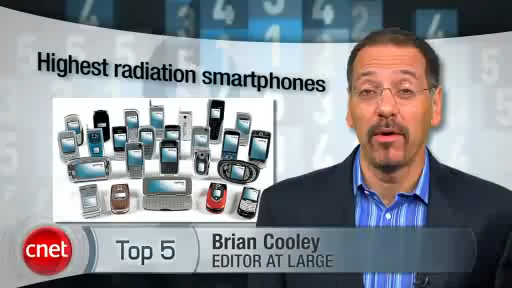 Highest radiation smartphones
cnet
Top 5
Brian Cooley
EDITOR AT LARGE